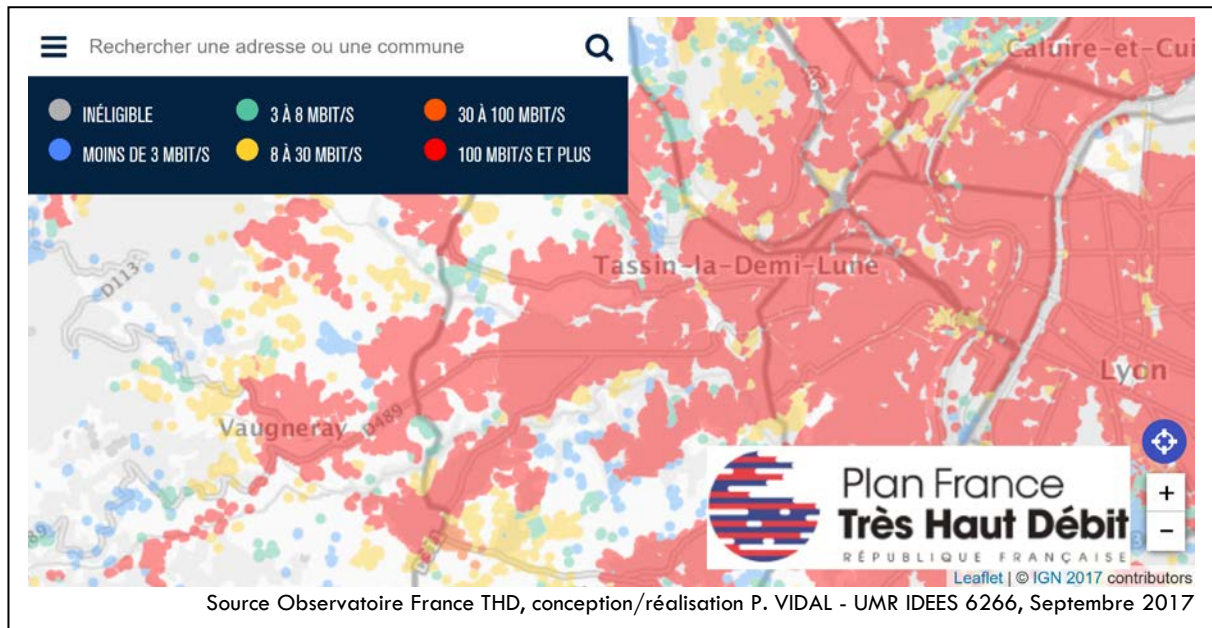 Rechercher une adresse ou une commune
INÉLIGIBLE
3 À 8 MBIT/S
30 À 100 MBIT/S
MOINS DE 3 MBIT/S
8 À 30 MBIT/S
100 MBIT/S ET PLUS
A6
Caluire-et-Cui
D113
Tassin-la-Demi-Lune
Lyon
Vaugneray
D489
Plan France
Très Haut Débit
RÉPUBLIQUE FRANÇAISE
+
−
Leaflet | © IGN 2017 contributors
Source Observatoire France THD, conception/réalisation P. VIDAL - UMR IDEES 6266, Septembre 2017